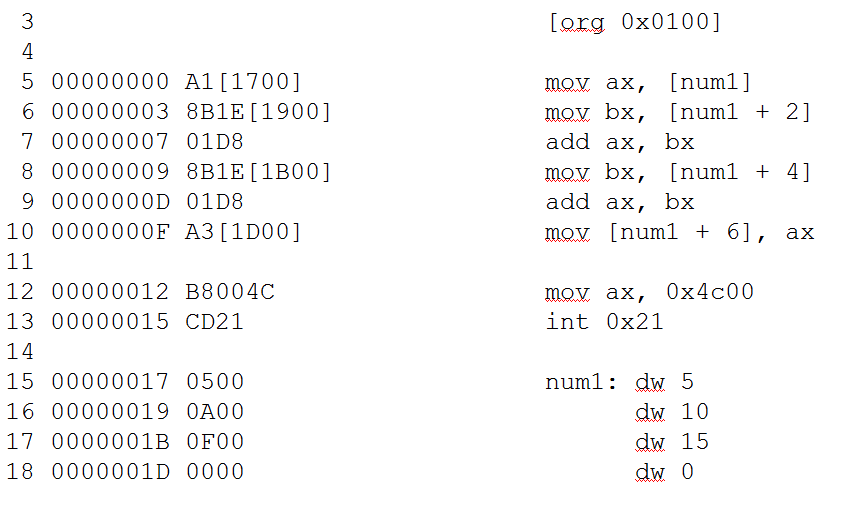 3 [org 0x0100]
4
5 00000000 A1[1700] mov ax, [num1]
6 00000003 8B1E[1900] mov bx, [num1 + 2]
7 00000007 01D8 add ax, bx
8 00000009 8B1E[1B00] mov bx, [num1 + 4]
9 0000000D 01D8 add ax, bx
10 0000000F A3[1D00] mov [num1 + 6], ax
11
12 00000012 B8004C mov ax, 0x4c00
13 00000015 CD21 int 0x21
14
15 00000017 0500 num1: dw 5
16 00000019 0A00 dw 10
17 0000001B 0F00 dw 15
18 0000001D 0000 dw 0